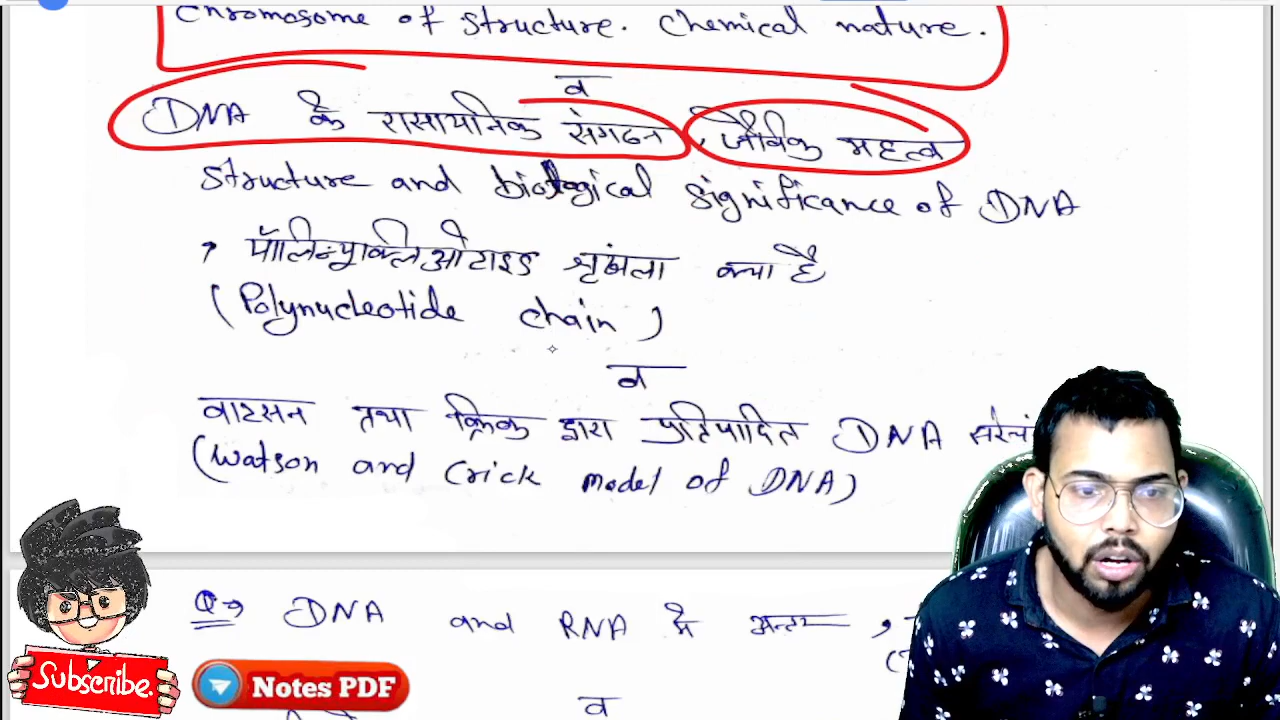 Chromosome of structure. Chemical nature.
व
DNA के रासायनिक संगठन, जैविक महत्व
structure and biological significance of DNA
, पॉलिन्यूक्लिओटाइड श्रृंखला क्या है
(Polynucleotide chain)
व
वाटसन तथा क्रिक द्वारा प्रतिपादित DNA
(Watson and Crick model of DNA)
Q→ DNA and RNA में अन्तर,
व
Subscribe.
Notes PDF